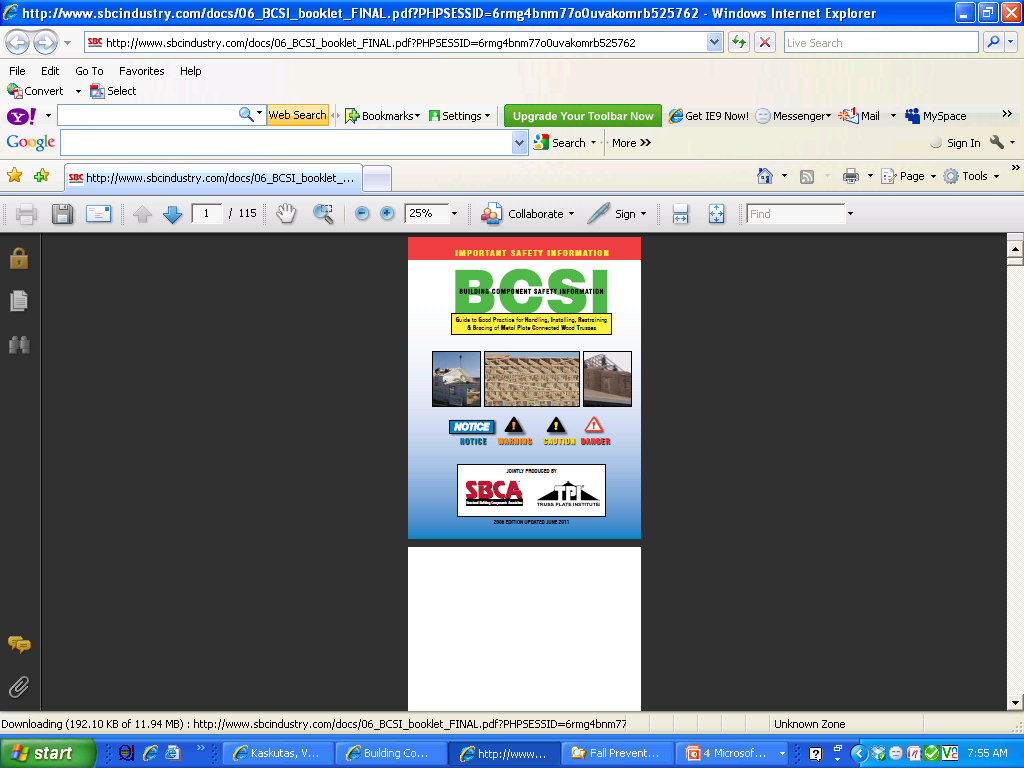 http://www.sbcindustry.com/docs/06_BCSI_booklet_FINAL.pdf?PHPSESSID=6rmg4bnm77o0uvakomrb525762 - Windows Internet Explorer
SBC http://www.sbcindustry.com/docs/06_BCSI_booklet_FINAL.pdf?PHPSESSID=6rmg4bnm77o0uvakomrb525762 Live Search
File Edit Go To Favorites Help
Convert Select
Y! Web Search Bookmarks Settings Upgrade Your Toolbar Now Get IE9 Now! Messenger Mail MySpace »
Google Search More » Sign In
SBC http://www.sbcindustry.com/docs/06_BCSI_booklet_... Page Tools »
1 / 115 25% Collaborate Sign Find
IMPORTANT SAFETY INFORMATION
BCSI
BUILDING COMPONENT SAFETY INFORMATION
Guide to Good Practice for Handling, Installing, Restraining
& Bracing of Metal Plate Connected Wood Trusses
NOTICE
NOTICE WARNING CAUTION DANGER
JOINTLY PRODUCED BY
SBCA TPI
TRUSS PLATE INSTITUTE
2006 EDITION UPDATED JUNE 2011
Downloading (192.10 KB of 11.94 MB) : http://www.sbcindustry.com/docs/06_BCSI_booklet_FINAL.pdf?PHPSESSID=6rmg4bnm77 Unknown Zone
start » Kaskutas, V... Building Co... http://www... Fall Prevent... 4 Microsof... 7:55 AM